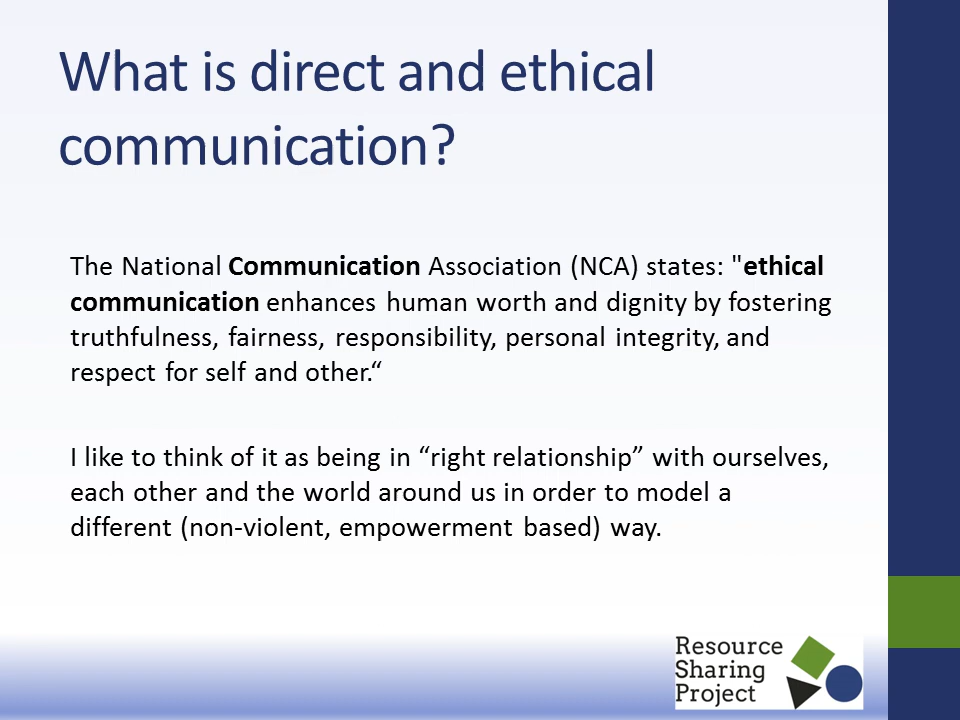 What is direct and ethical
communication?
The National Communication Association (NCA) states: "ethical
communication enhances human worth and dignity by fostering
truthfulness, fairness, responsibility, personal integrity, and
respect for self and other.“
I like to think of it as being in “right relationship” with ourselves,
each other and the world around us in order to model a
different (non-violent, empowerment based) way.
Resource
Sharing
Project